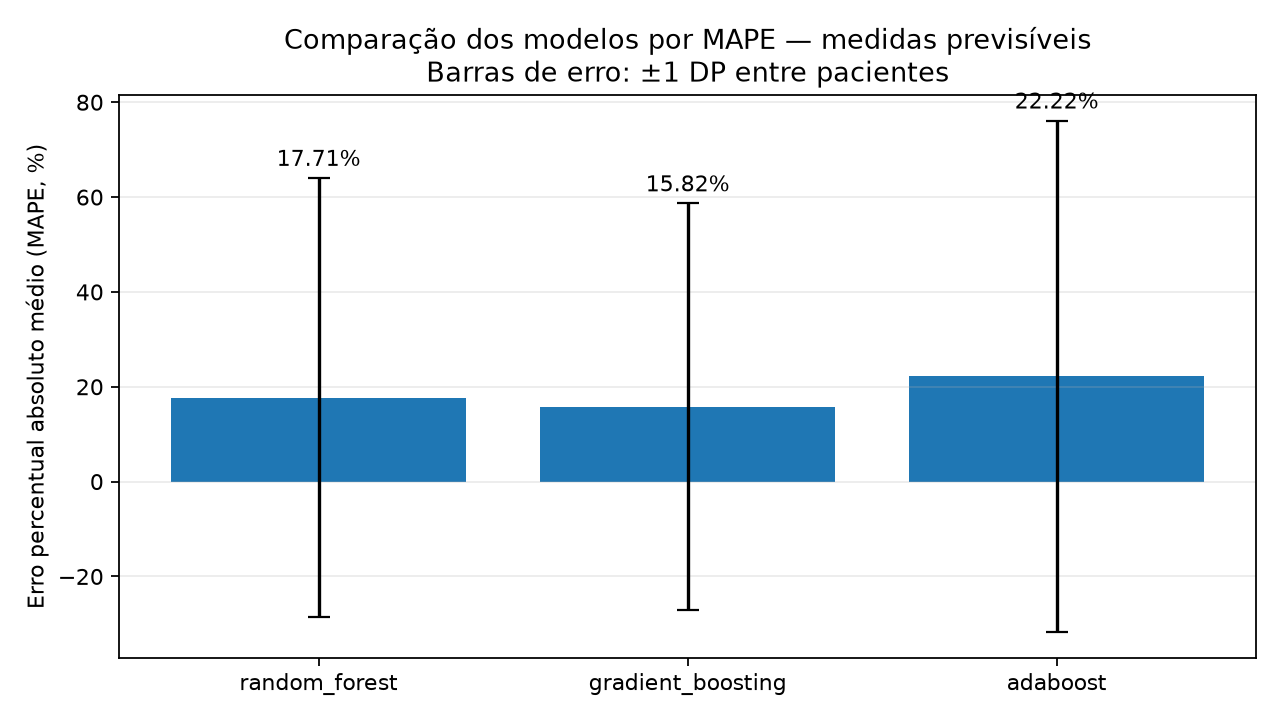 Comparação dos modelos por MAPE — medidas previsíveis
Barras de erro: ±1 DP entre pacientes
Erro percentual absoluto médio (MAPE, %)
80
60
40
20
0
−20
17.71%
15.82%
22.22%
random_forest
gradient_boosting
adaboost